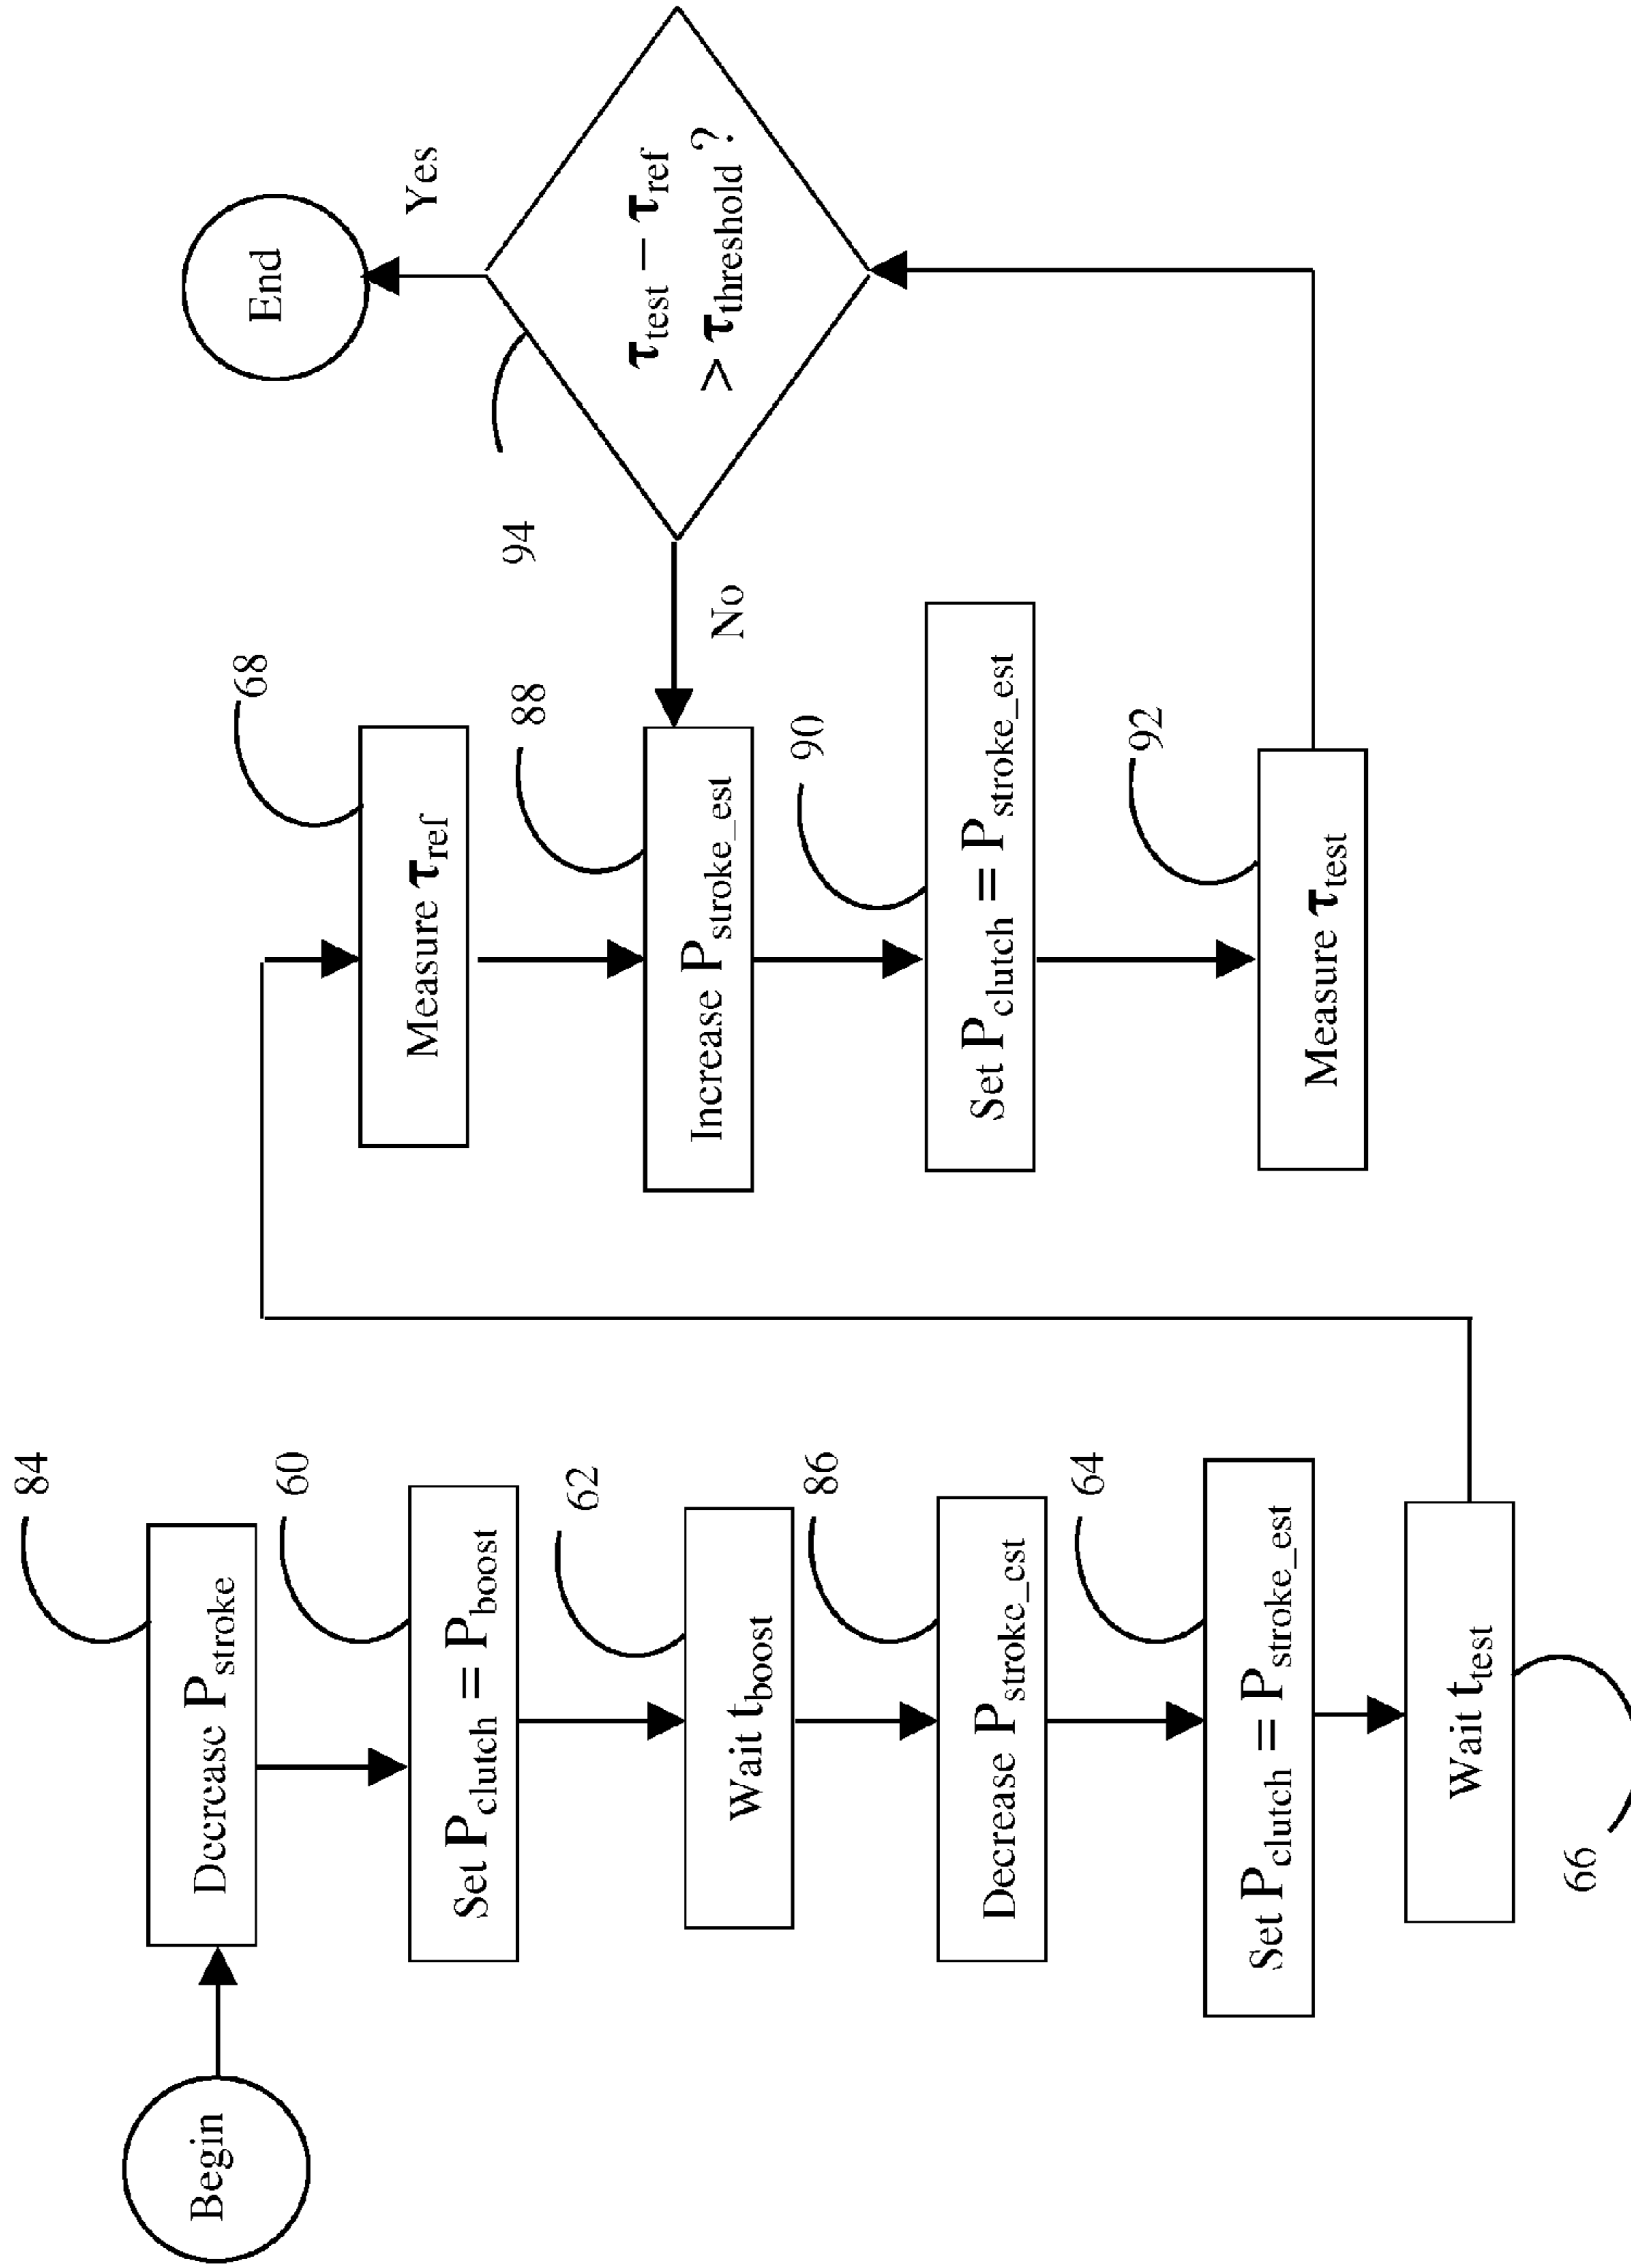 Begin
84
Decrease P_stroke
60
Set P_clutch = P_boost
62
Wait t_boost
86
Decrease P_stroke_est
64
Set P_clutch = P_stroke_est
Wait t_test
66
68
Measure τ_ref
88
Increase P_stroke_est
90
Set P_clutch = P_stroke_est
92
Measure τ_test
94
No
τ_test – τ_ref
> τ_threshold ?
Yes
End